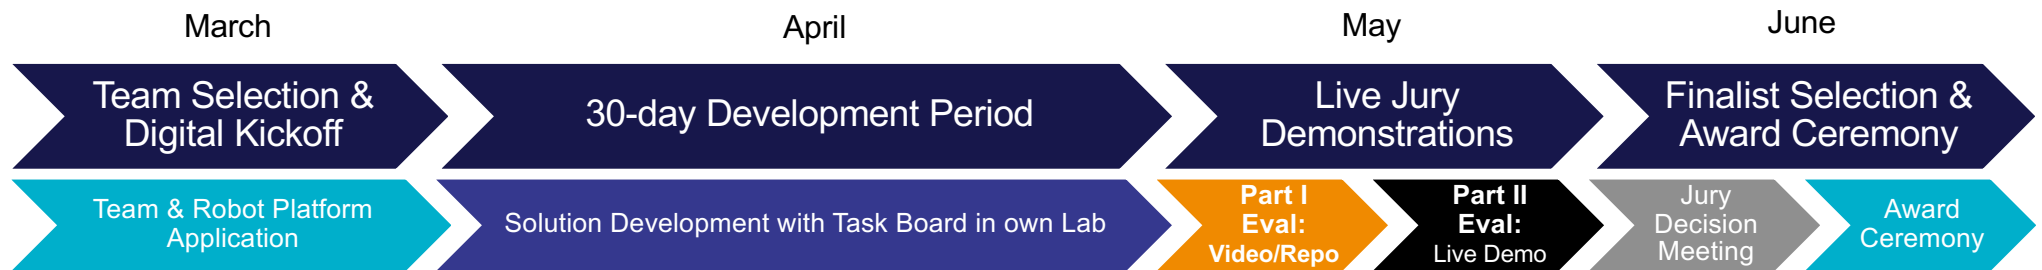 March
April
May
June
Team Selection &
Digital Kickoff
30-day Development Period
Live Jury
Demonstrations
Finalist Selection &
Award Ceremony
Team & Robot Platform
Application
Solution Development with Task Board in own Lab
Part I
Eval:
Video/Repo
Part II
Eval:
Live Demo
Jury
Decision
Meeting
Award
Ceremony